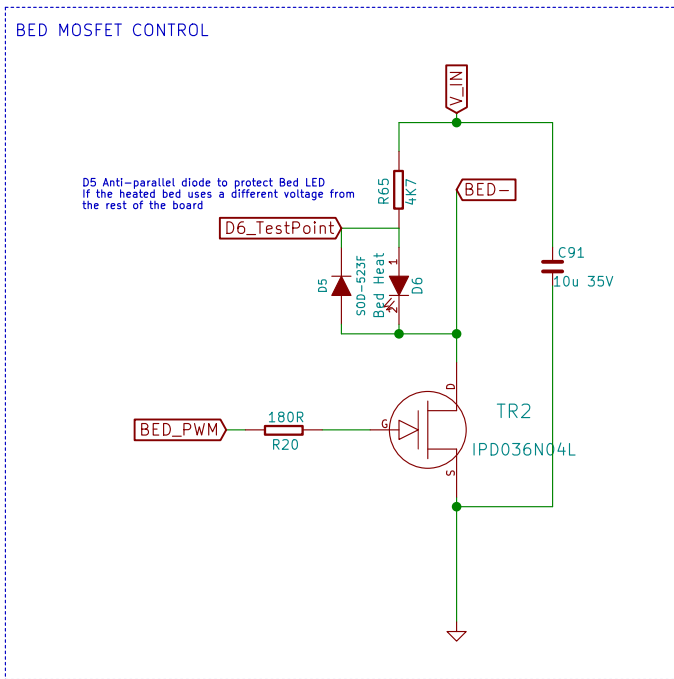 BED MOSFET CONTROL
V_IN
D5 Anti-parallel diode to protect Bed LED
If the heated bed uses a different voltage from
the rest of the board
R65
4K7
BED-
D6_TestPoint
C91
10u 35V
D5
SOD-523F
Bed Heat
1
2
D6
D
TR2
180R
BED_PWM
G
R20
IPD036N04L
S